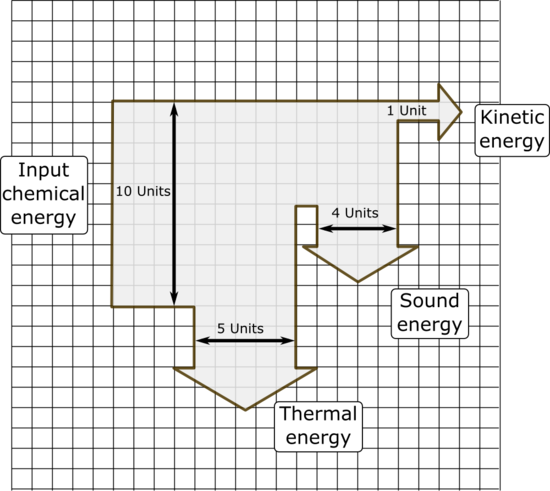 1 Unit
Kinetic
energy
Input
chemical
energy
10 Units
4 Units
Sound
energy
5 Units
Thermal
energy